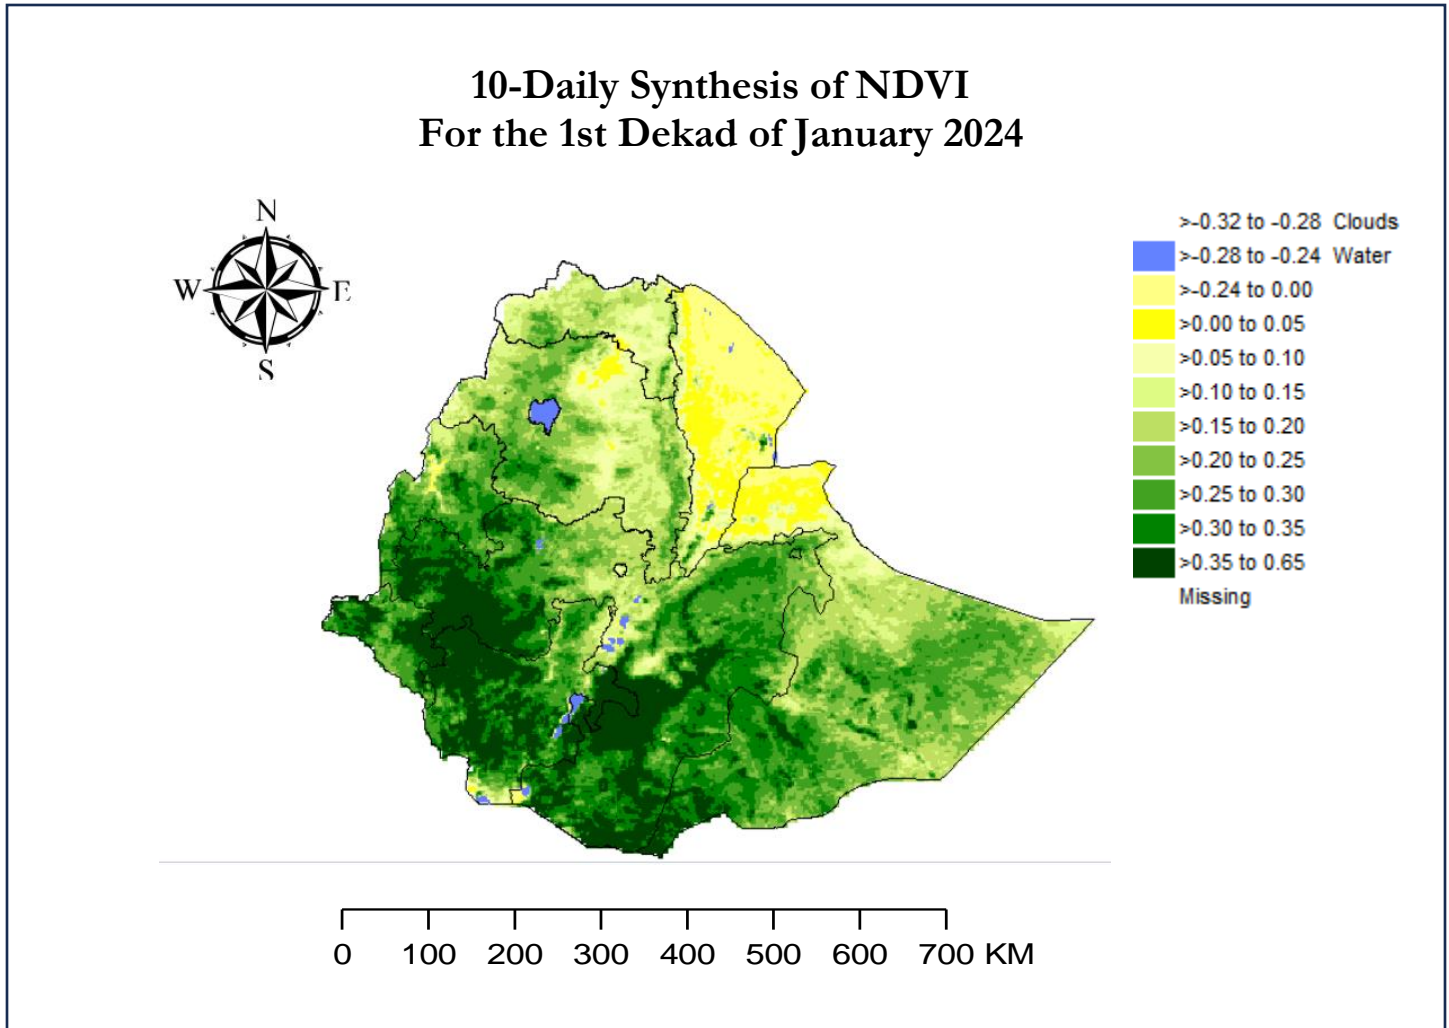 10-Daily Synthesis of NDVI
For the 1st Dekad of January 2024
N
W
E
S
>-0.32 to -0.28 Clouds
>-0.28 to -0.24 Water
>-0.24 to 0.00
>0.00 to 0.05
>0.05 to 0.10
>0.10 to 0.15
>0.15 to 0.20
>0.20 to 0.25
>0.25 to 0.30
>0.30 to 0.35
>0.35 to 0.65
Missing
0 100 200 300 400 500 600 700 KM